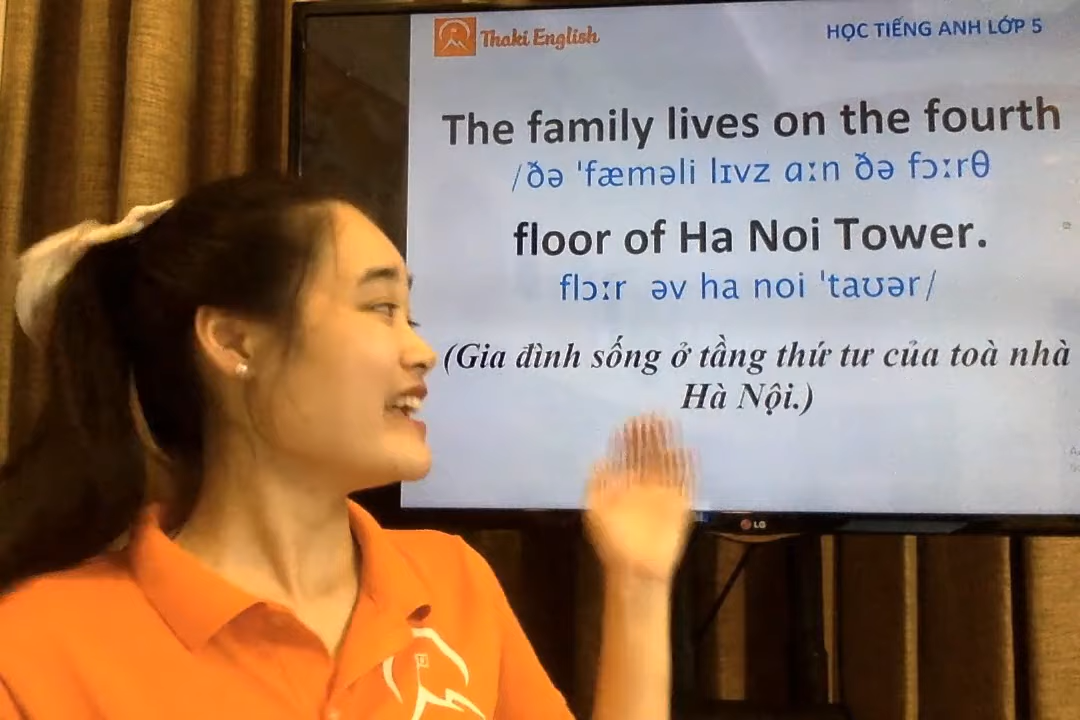 Thaki English
HỌC TIẾNG ANH LỚP 5
The family lives on the fourth
/ðə ˈfæməli lɪvz ɑːn ðə fɔːrθ
floor of Ha Noi Tower.
flɔːr əv ha noi ˈtaʊər/
(Gia đình sống ở tầng thứ tư của toà nhà
Hà Nội.)
LG